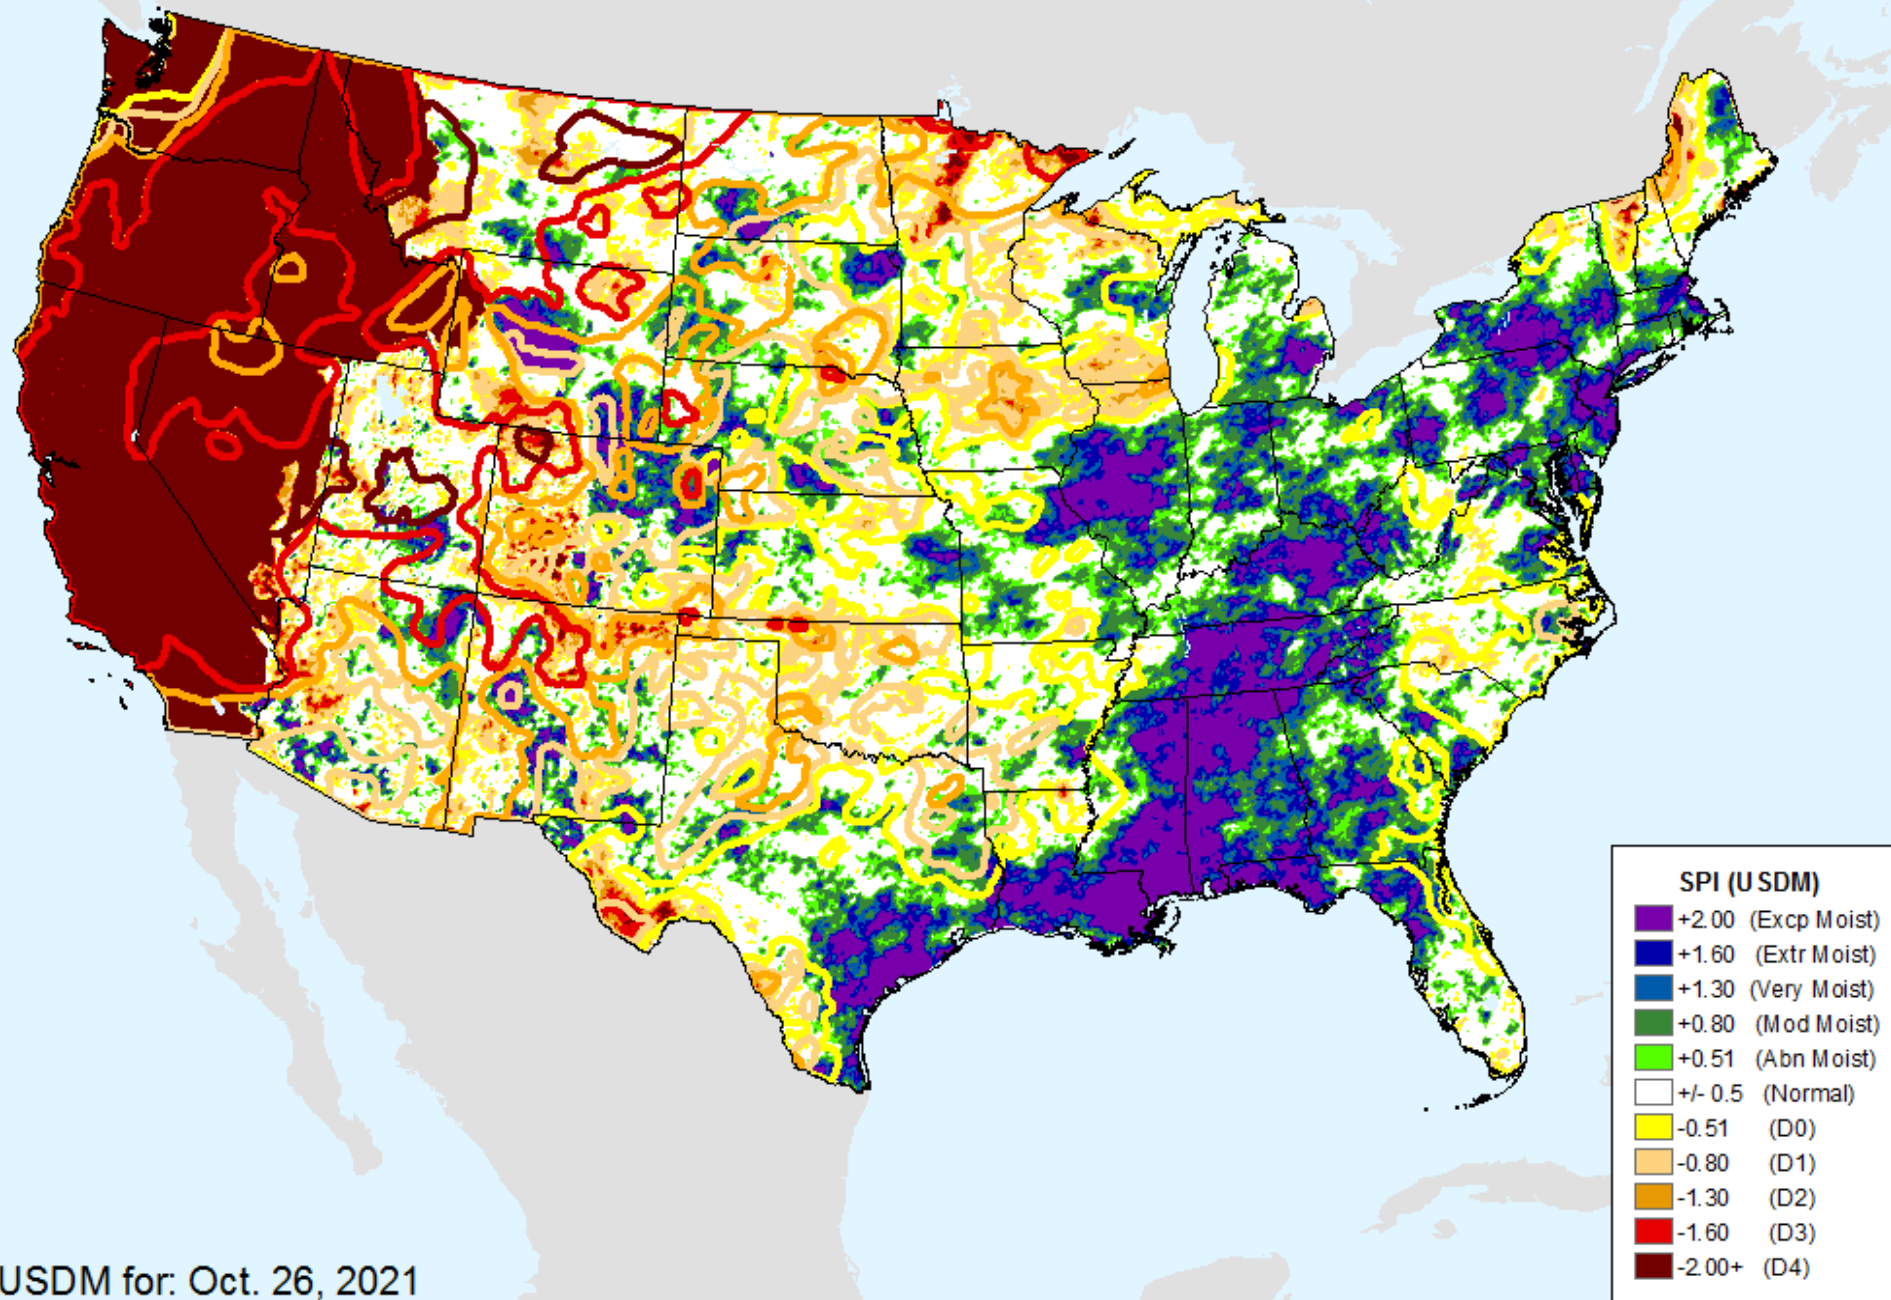 SPI (USDM)
+2.00 (Excp Moist)
+1.60 (Extr Moist)
+1.30 (Very Moist)
+0.80 (Mod Moist)
+0.51 (Abn Moist)
+/- 0.5 (Normal)
-0.51 (D0)
-0.80 (D1)
-1.30 (D2)
-1.60 (D3)
-2.00+ (D4)
USDM for: Oct. 26, 2021